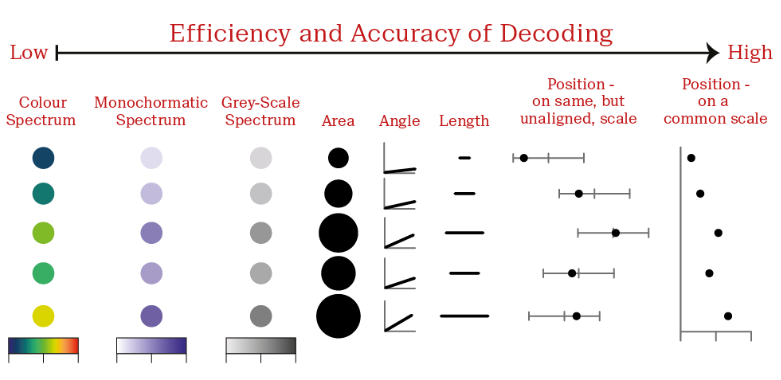 Efficiency and Accuracy of Decoding
Low
High
Colour
Spectrum
Monochormatic
Spectrum
Grey-Scale
Spectrum
Area
Angle
Length
Position -
on same, but
unaligned, scale
Position -
on a
common scale